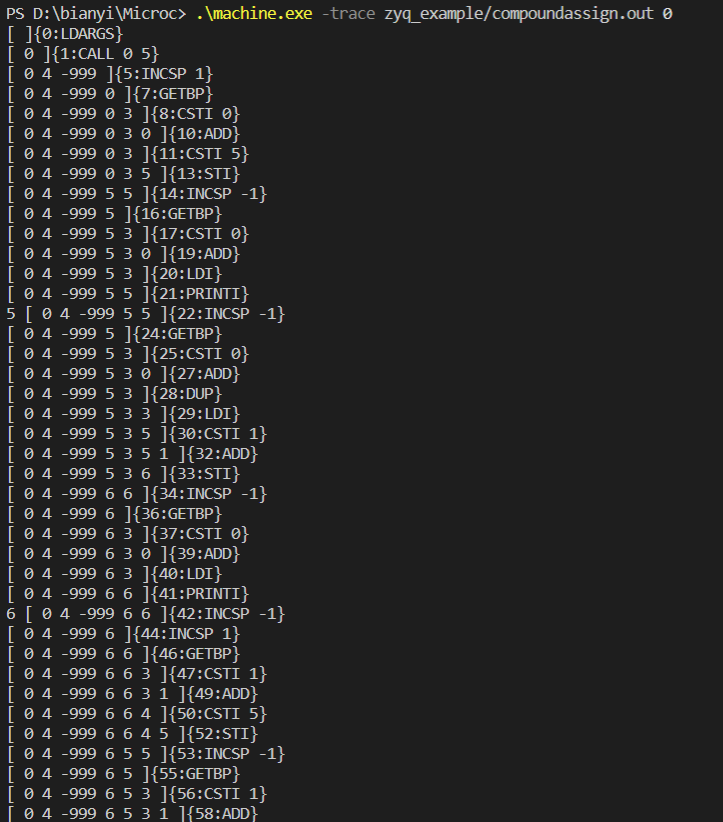 PS D:\bianyi\Microc> .\machine.exe -trace zyq_example/compoundassign.out 0
[ ]{0:LDARGS}
[ 0 ]{1:CALL 0 5}
[ 0 4 -999 ]{5:INCSP 1}
[ 0 4 -999 0 ]{7:GETBP}
[ 0 4 -999 0 3 ]{8:CSTI 0}
[ 0 4 -999 0 3 0 ]{10:ADD}
[ 0 4 -999 0 3 ]{11:CSTI 5}
[ 0 4 -999 0 3 5 ]{13:STI}
[ 0 4 -999 5 5 ]{14:INCSP -1}
[ 0 4 -999 5 ]{16:GETBP}
[ 0 4 -999 5 3 ]{17:CSTI 0}
[ 0 4 -999 5 3 0 ]{19:ADD}
[ 0 4 -999 5 3 ]{20:LDI}
[ 0 4 -999 5 5 ]{21:PRINTI}
5 [ 0 4 -999 5 5 ]{22:INCSP -1}
[ 0 4 -999 5 ]{24:GETBP}
[ 0 4 -999 5 3 ]{25:CSTI 0}
[ 0 4 -999 5 3 0 ]{27:ADD}
[ 0 4 -999 5 3 ]{28:DUP}
[ 0 4 -999 5 3 3 ]{29:LDI}
[ 0 4 -999 5 3 5 ]{30:CSTI 1}
[ 0 4 -999 5 3 5 1 ]{32:ADD}
[ 0 4 -999 5 3 6 ]{33:STI}
[ 0 4 -999 6 6 ]{34:INCSP -1}
[ 0 4 -999 6 ]{36:GETBP}
[ 0 4 -999 6 3 ]{37:CSTI 0}
[ 0 4 -999 6 3 0 ]{39:ADD}
[ 0 4 -999 6 3 ]{40:LDI}
[ 0 4 -999 6 6 ]{41:PRINTI}
6 [ 0 4 -999 6 6 ]{42:INCSP -1}
[ 0 4 -999 6 ]{44:INCSP 1}
[ 0 4 -999 6 6 ]{46:GETBP}
[ 0 4 -999 6 6 3 ]{47:CSTI 1}
[ 0 4 -999 6 6 3 1 ]{49:ADD}
[ 0 4 -999 6 6 4 ]{50:CSTI 5}
[ 0 4 -999 6 6 4 5 ]{52:STI}
[ 0 4 -999 6 5 5 ]{53:INCSP -1}
[ 0 4 -999 6 5 ]{55:GETBP}
[ 0 4 -999 6 5 3 ]{56:CSTI 1}
[ 0 4 -999 6 5 3 1 ]{58:ADD}